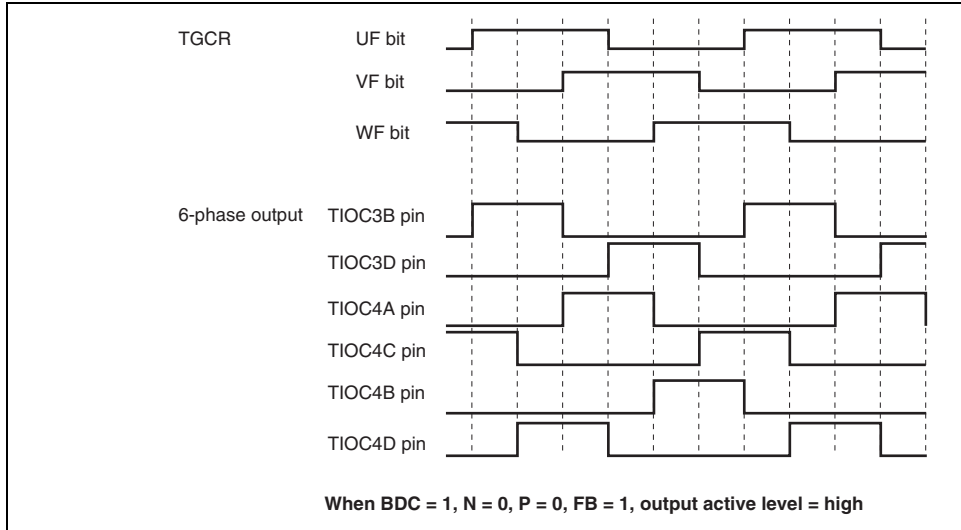 TGCR UF bit
VF bit
WF bit
6-phase output TIOC3B pin
TIOC3D pin
TIOC4A pin
TIOC4C pin
TIOC4B pin
TIOC4D pin
When BDC = 1, N = 0, P = 0, FB = 1, output active level = high